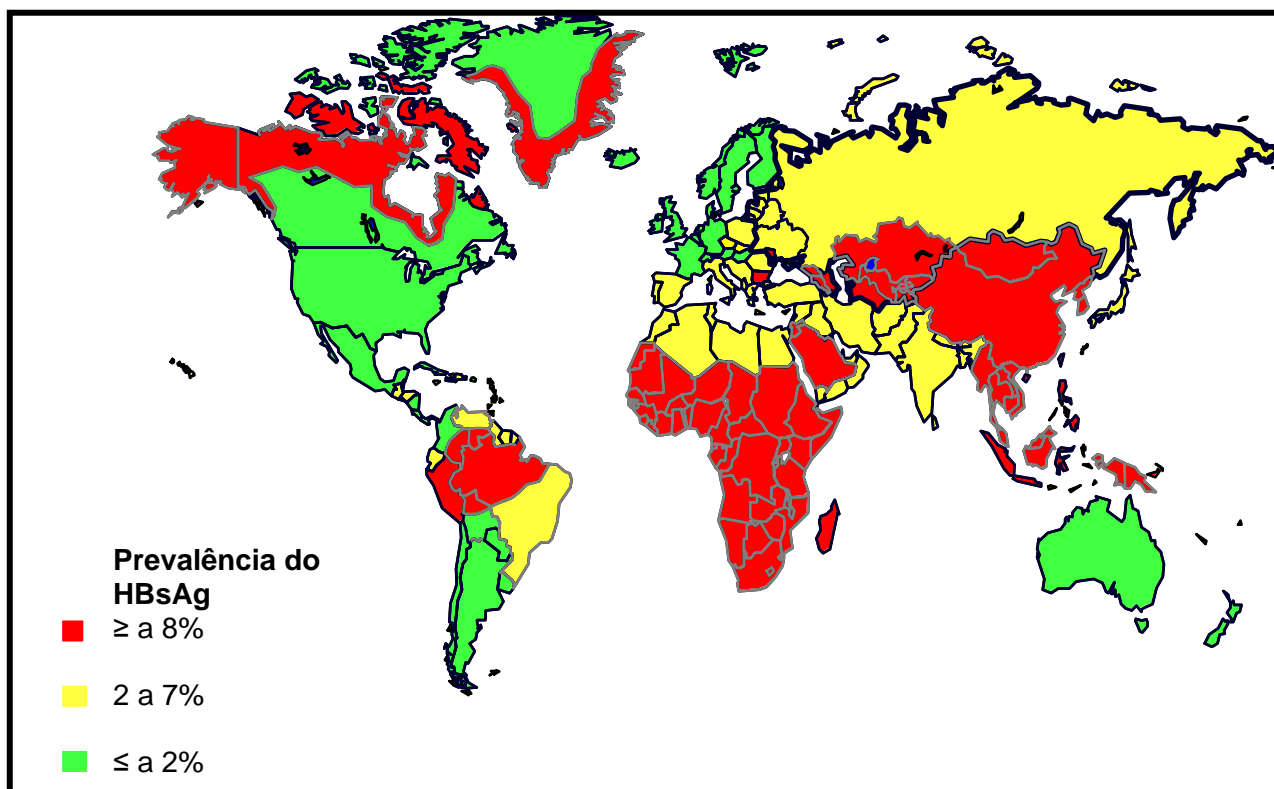 Prevalência do
HBsAg
≥ a 8%
2 a 7%
≤ a 2%